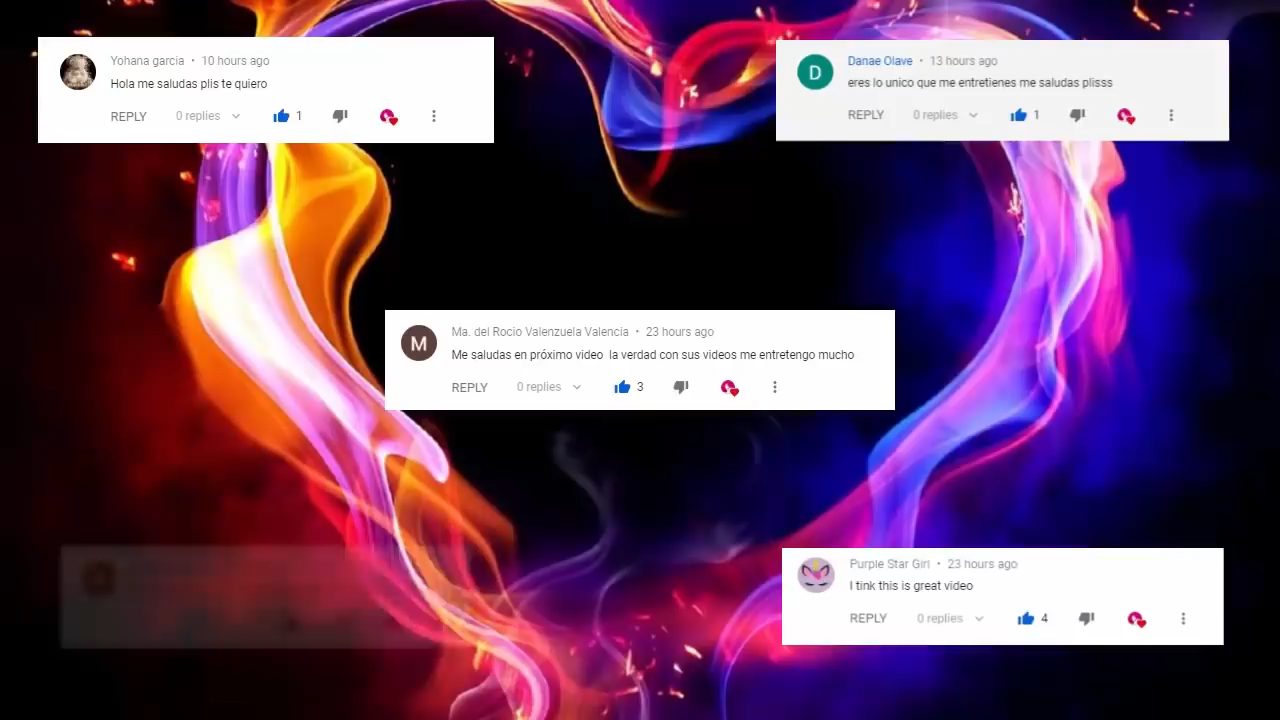 Yohana garcia • 10 hours ago
Hola me saludas plis te quiero
REPLY 0 replies 1
Danae Olave • 13 hours ago
eres lo unico que me entretienes me saludas plisss
REPLY 0 replies 1
D
Ma. del Rocio Valenzuela Valencia • 23 hours ago
M
Me saludas en próximo video la verdad con sus videos me entretengo mucho
REPLY 0 replies 3
Purple Star Girl • 23 hours ago
I tink this is great video
REPLY 0 replies 4